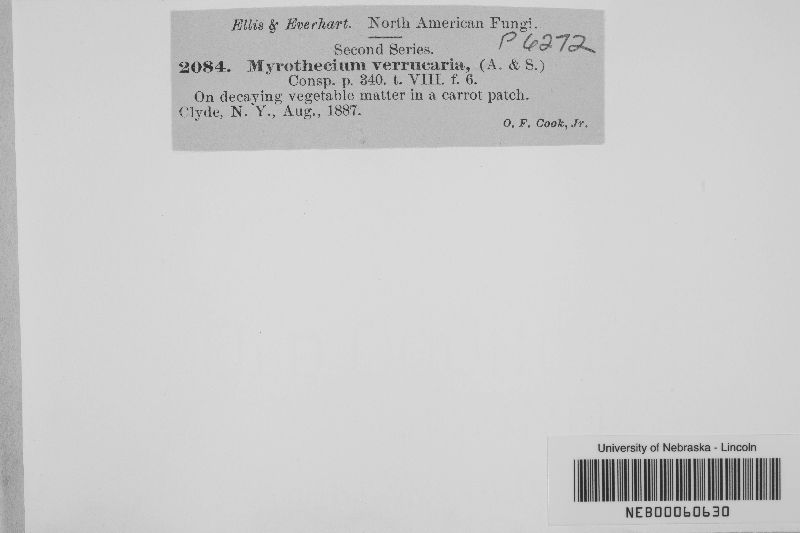 Ellis & Everhart. North American Fungi.
Second Series.
P 6272
2084. Myrothecium verrucaria, (A. & S.)
Consp. p. 340. t. VIII. f. 6.
On decaying vegetable matter in a carrot patch.
Clyde, N. Y., Aug., 1887.
O. F. Cook, Jr.
University of Nebraska - Lincoln
NEB00060630